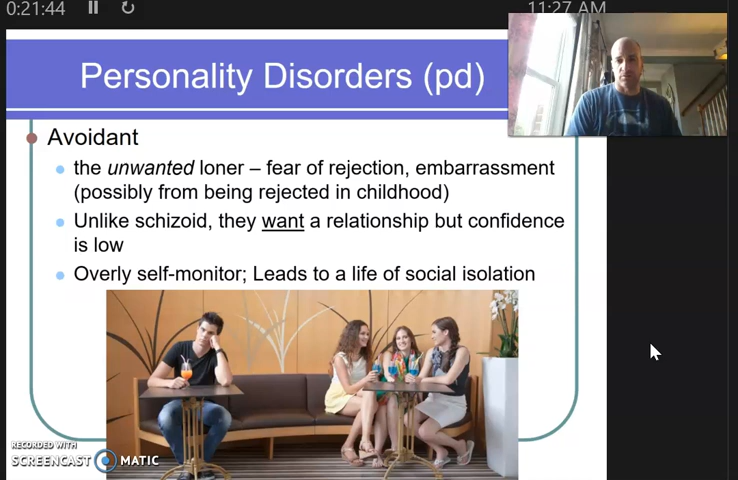 0:21:44
11:27 AM
Personality Disorders (pd)
Avoidant
the unwanted loner – fear of rejection, embarrassment
(possibly from being rejected in childhood)
Unlike schizoid, they want a relationship but confidence
is low
Overly self-monitor; Leads to a life of social isolation
RECORDED WITH
SCREENCAST MATIC